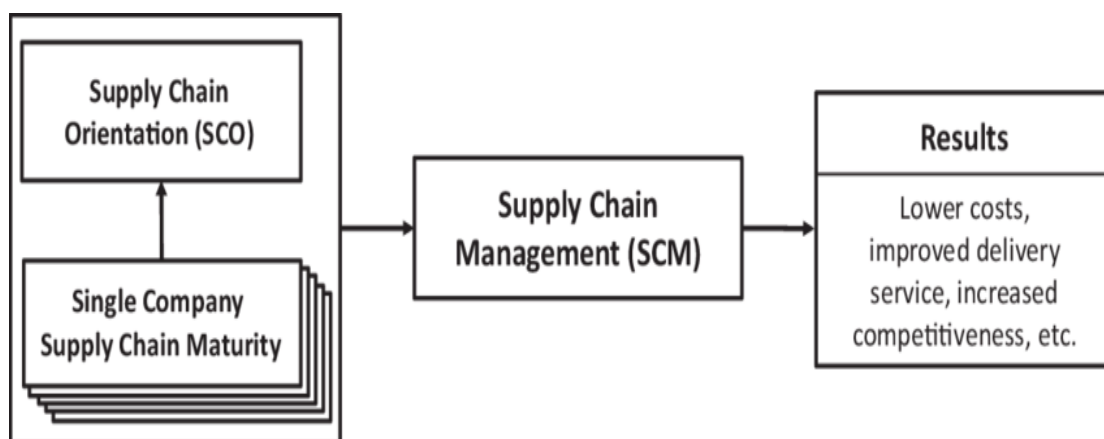 Supply Chain
Orientation (SCO)
Single Company
Supply Chain Maturity
Supply Chain
Management (SCM)
Results
Lower costs,
improved delivery
service, increased
competitiveness, etc.